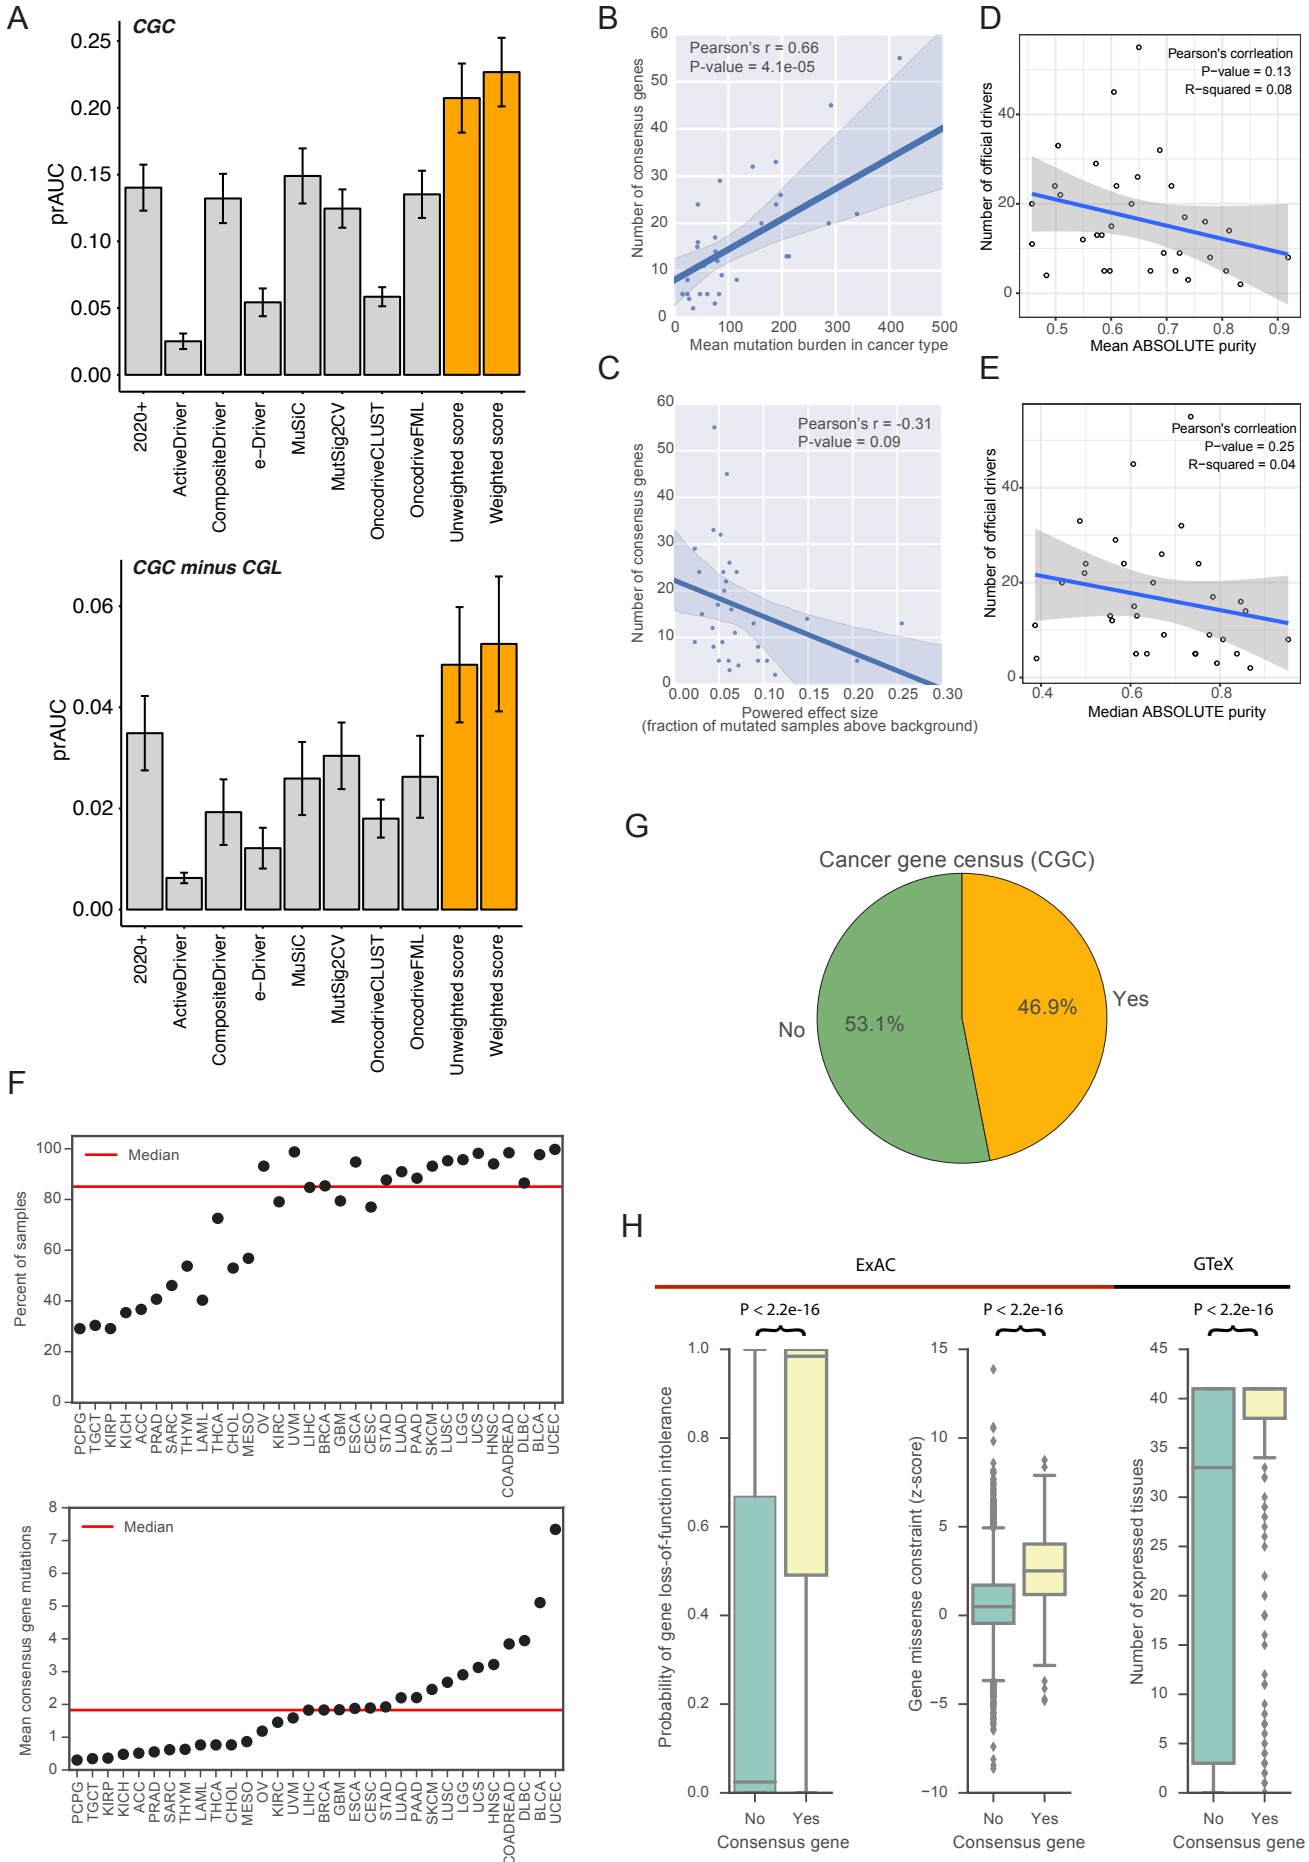 A
CGC
prAUC
0.25
0.20
0.15
0.10
0.05
0.00
2020+
ActiveDriver
CompositeDriver
e−Driver
MuSiC
MutSig2CV
OncodriveCLUST
OncodriveFML
Unweighted score
Weighted score
CGC minus CGL
prAUC
0.06
0.04
0.02
0.00
2020+
ActiveDriver
CompositeDriver
e−Driver
MuSiC
MutSig2CV
OncodriveCLUST
OncodriveFML
Unweighted score
Weighted score
B
Pearson's r = 0.66
P-value = 4.1e-05
Number of consensus genes
60
50
40
30
20
10
0
0 100 200 300 400 500
Mean mutation burden in cancer type
C
Pearson's r = -0.31
P-value = 0.09
Number of consensus genes
60
50
40
30
20
10
0
0.00 0.05 0.10 0.15 0.20 0.25 0.30
Powered effect size
(fraction of mutated samples above background)
D
Pearson's corrleation
P−value = 0.13
R−squared = 0.08
Number of official drivers
40
20
0
0.5 0.6 0.7 0.8 0.9
Mean ABSOLUTE purity
E
Pearson's corrleation
P−value = 0.25
R−squared = 0.04
Number of official drivers
40
20
0
0.4 0.6 0.8
Median ABSOLUTE purity
F
Median
Percent of samples
100
80
60
40
20
0
PCPG
TGCT
KIRP
KICH
ACC
PRAD
SARC
THYM
LAML
THCA
CHOL
MESO
OV
KIRC
UVM
LIHC
BRCA
GBM
ESCA
CESC
STAD
LUAD
PAAD
SKCM
LUSC
LGG
UCS
HNSC
COADREAD
DLBC
BLCA
UCEC
Median
Mean consensus gene mutations
8
7
6
5
4
3
2
1
0
PCPG
TGCT
KIRP
KICH
ACC
PRAD
SARC
THYM
LAML
THCA
CHOL
MESO
OV
KIRC
UVM
LIHC
BRCA
GBM
ESCA
CESC
STAD
LUAD
PAAD
SKCM
LUSC
LGG
UCS
HNSC
COADREAD
DLBC
BLCA
UCEC
G
Cancer gene census (CGC)
No
53.1%
46.9%
Yes
H
ExAC
GTeX
P < 2.2e-16
P < 2.2e-16
P < 2.2e-16
Probability of gene loss-of-function intolerance
1.0
0.8
0.6
0.4
0.2
0.0
No Yes
Consensus gene
Gene missense constraint (z-score)
15
10
5
0
−5
−10
No Yes
Consensus gene
Number of expressed tissues
45
40
35
30
25
20
15
10
5
0
No Yes
Consensus gene